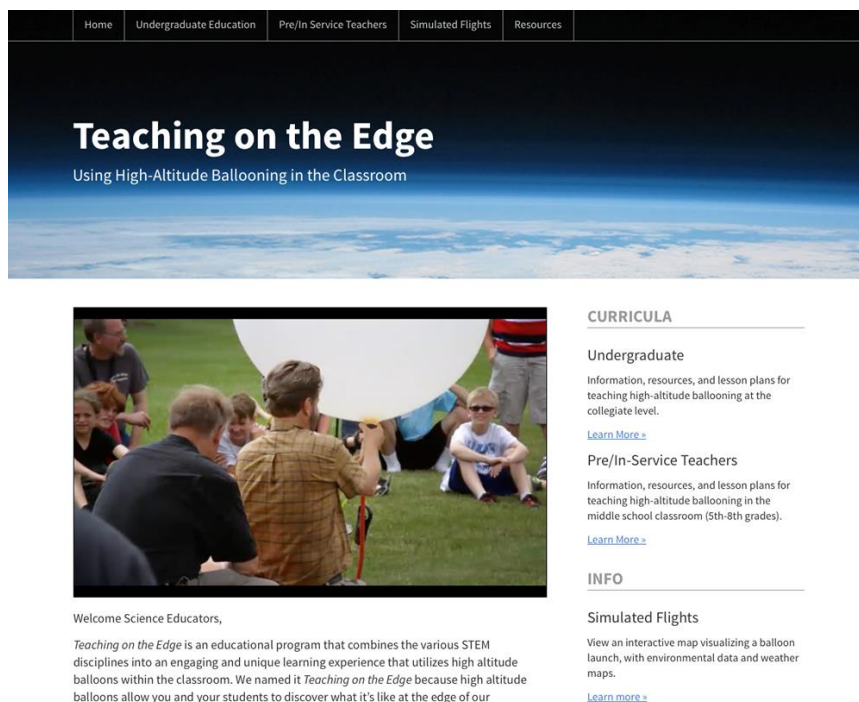 Home
Undergraduate Education
Pre/In Service Teachers
Simulated Flights
Resources
Teaching on the Edge
Using High-Altitude Ballooning in the Classroom
Welcome Science Educators,
Teaching on the Edge is an educational program that combines the various STEM
disciplines into an engaging and unique learning experience that utilizes high altitude
balloons within the classroom. We named it Teaching on the Edge because high altitude
balloons allow you and your students to discover what it's like at the edge of our
CURRICULA
Undergraduate
Information, resources, and lesson plans for
teaching high-altitude ballooning at the
collegiate level.
Learn More »
Pre/In-Service Teachers
Information, resources, and lesson plans for
teaching high-altitude ballooning in the
middle school classroom (5th-8th grades).
Learn More »
INFO
Simulated Flights
View an interactive map visualizing a balloon
launch, with environmental data and weather
maps.
Learn more »